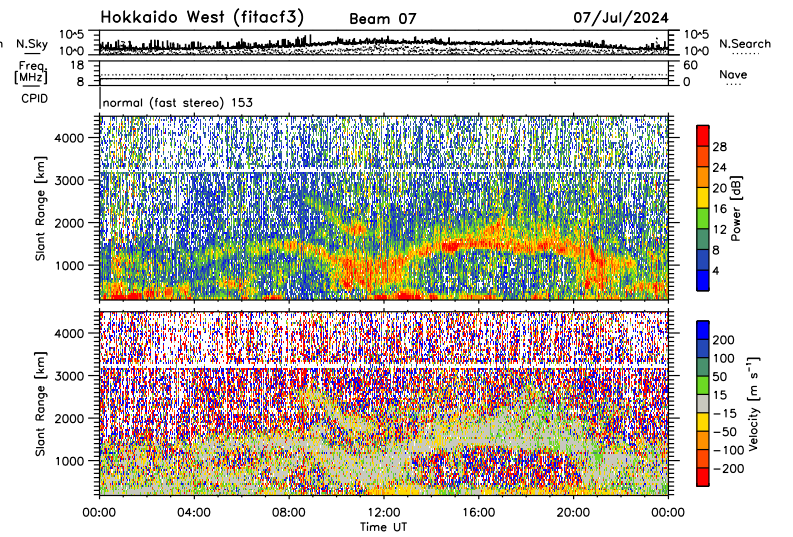 Hokkaido West (fitacf3) Beam 07 07/Jul/2024
N.Sky 10^5 10^0 10^5 10^0 N.Search
Freq. [MHz] 18 8 60 0 Nave
CPID normal (fast stereo) 153
4000
3000
2000
1000
Slant Range [km]
28
24
20
16
12
8
4
Power [dB]
4000
3000
2000
1000
Slant Range [km]
200
100
50
15
-15
-50
-100
-200
Velocity [m s⁻¹]
00:00 04:00 08:00 12:00 16:00 20:00 00:00
Time UT